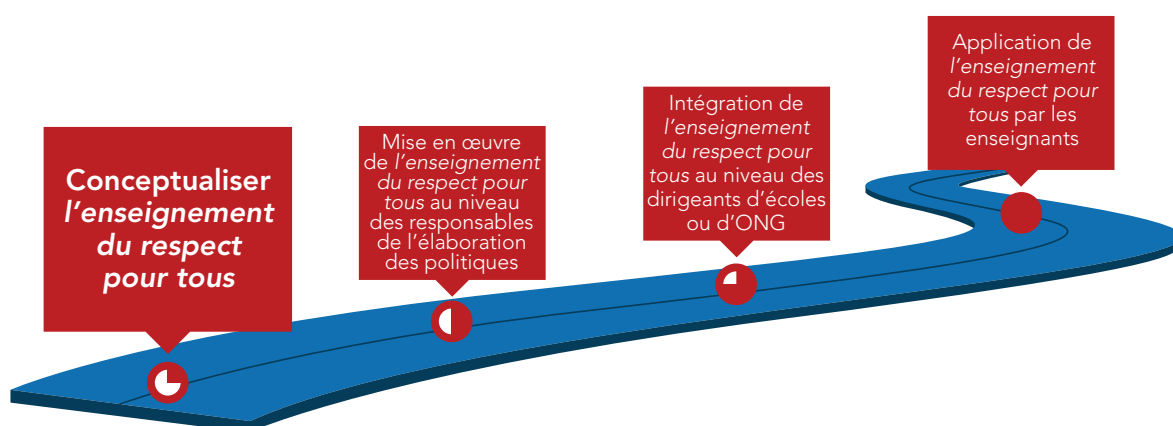 Conceptualiser
l'enseignement
du respect
pour tous
Mise en œuvre
de l'enseignement
du respect pour
tous au niveau
des responsables
de l'élaboration
des politiques
Intégration de
l'enseignement
du respect pour
tous au niveau des
dirigeants d'écoles
ou d'ONG
Application de
l'enseignement
du respect pour
tous par les
enseignants